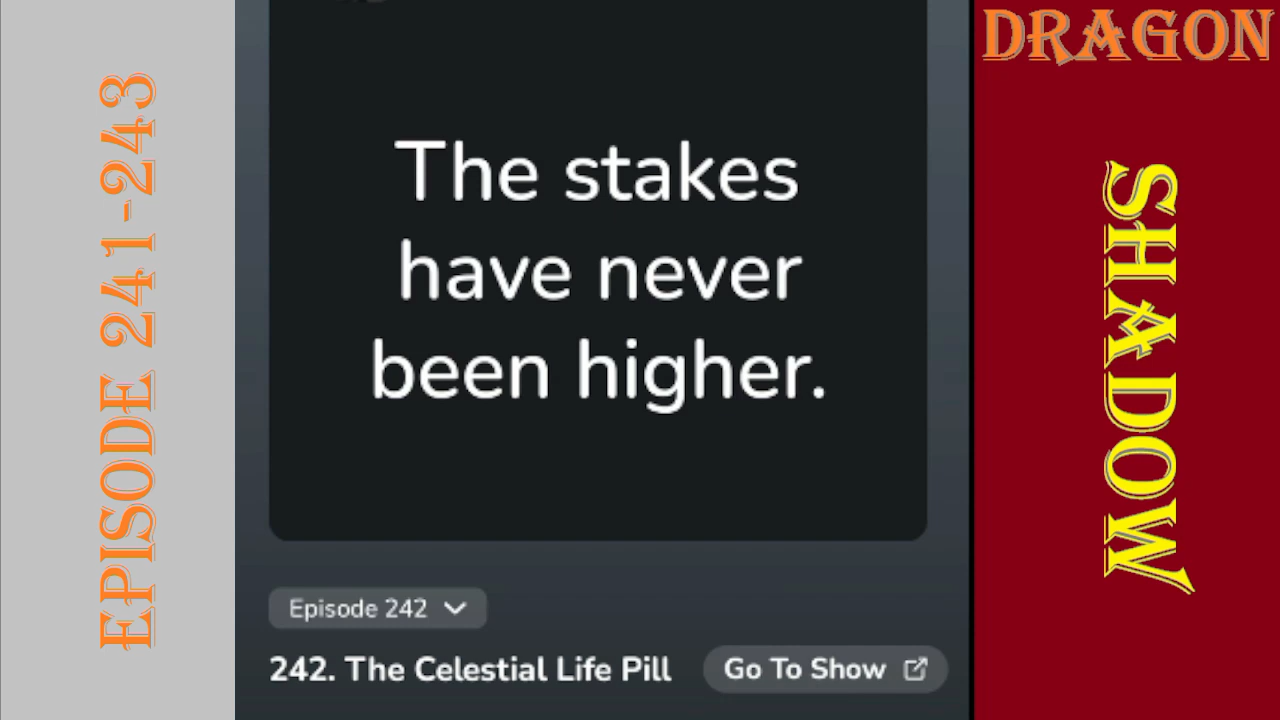 EPISODE 241-243
The stakes
have never
been higher.
Episode 242
242. The Celestial Life Pill
Go To Show
DRAGON
SHADOW